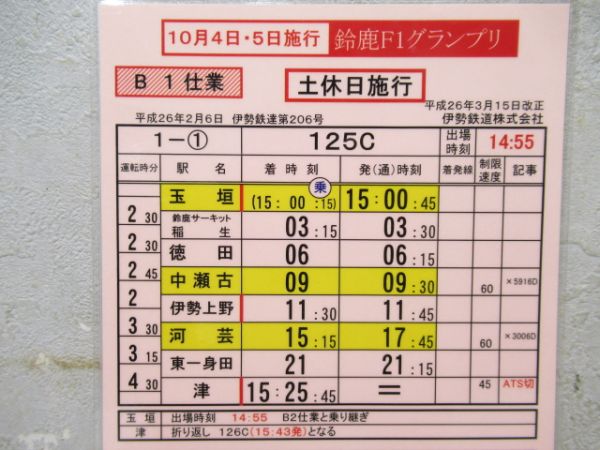 10月4日・5日施行 鈴鹿F1グランプリ
B 1仕業 土休日施行
平成26年2月6日 伊勢鉄達第206号 平成26年3月15日改正
伊勢鉄道株式会社
1-① 125C 出場時刻 14:55
運転時分 駅名 着時刻 発(通)時刻 着発線 制限速度 記事
乗
玉垣 (15:00:15) 15:00:45
2 30
鈴鹿サーキット稲生 03:15 03:30
2 30
徳田 06 06:15
2 45
中瀬古 09 09:30 60 ×5916D
2
伊勢上野 11:30 11:45
3 30
河芸 15:15 17:45 60 ×3006D
3 15
東一身田 21 21:15
4 30
津 15:25:45 = 45 ATS切
玉垣 出場時刻 14:55 B2仕業と乗り継ぎ
津 折り返し 126C(15:43発)となる